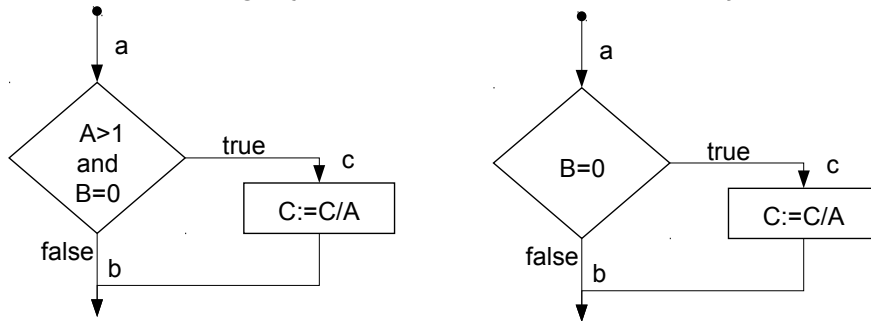 a
A>1
and
B=0
true
c
C:=C/A
false
b
a
B=0
true
c
C:=C/A
false
b